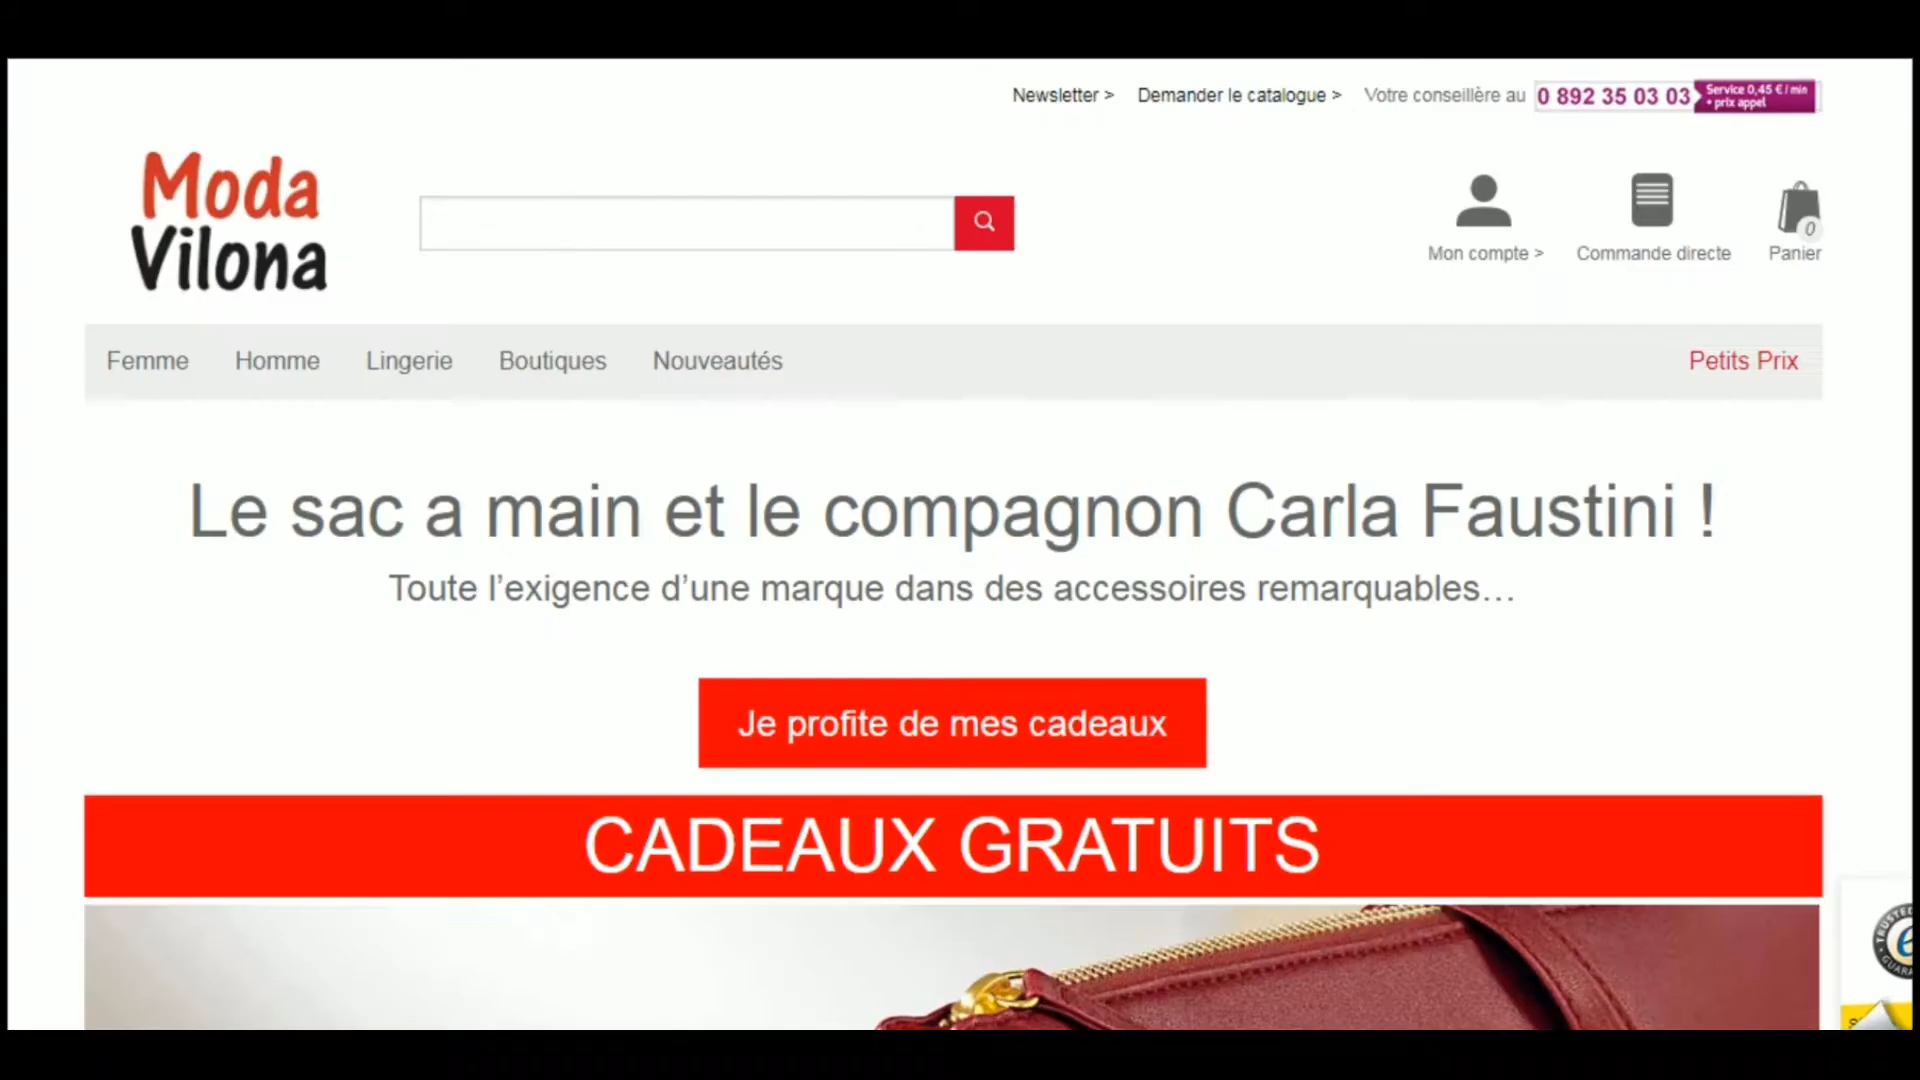 Newsletter > Demander le catalogue > Votre conseillère au 0 892 35 03 03 Service 0,45 € / min
• prix appel
Moda
Vilona
0
Mon compte > Commande directe Panier
Femme Homme Lingerie Boutiques Nouveautés Petits Prix
Le sac a main et le compagnon Carla Faustini !
Toute l’exigence d’une marque dans des accessoires remarquables…
Je profite de mes cadeaux
CADEAUX GRATUITS
TRUSTED
e